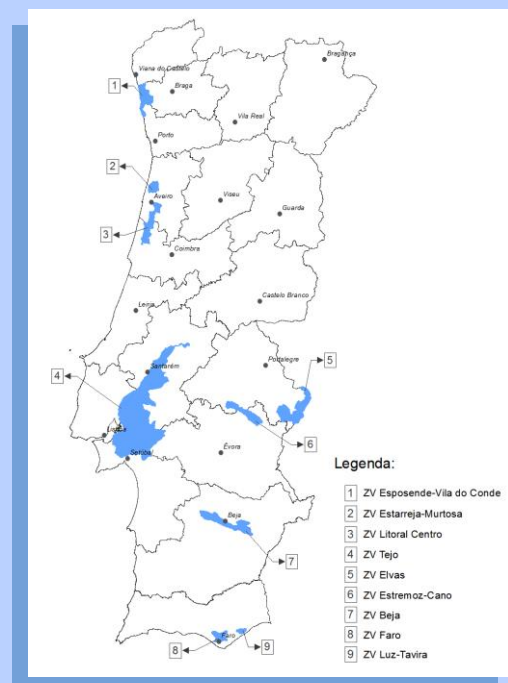 Bragança
Viana do Castelo
1
Braga
Vila Real
Porto
2
Aveiro
Viseu
Guarda
3
Coimbra
Castelo Branco
Leiria
Portalegre
5
Santarém
4
Lisboa
6
Setúbal
Évora
Legenda:
1 ZV Esposende-Vila do Conde
2 ZV Estarreja-Murtosa
3 ZV Litoral Centro
4 ZV Tejo
5 ZV Elvas
6 ZV Estremoz-Cano
7 ZV Beja
8 ZV Faro
9 ZV Luz-Tavira
Beja
7
Faro
8
9